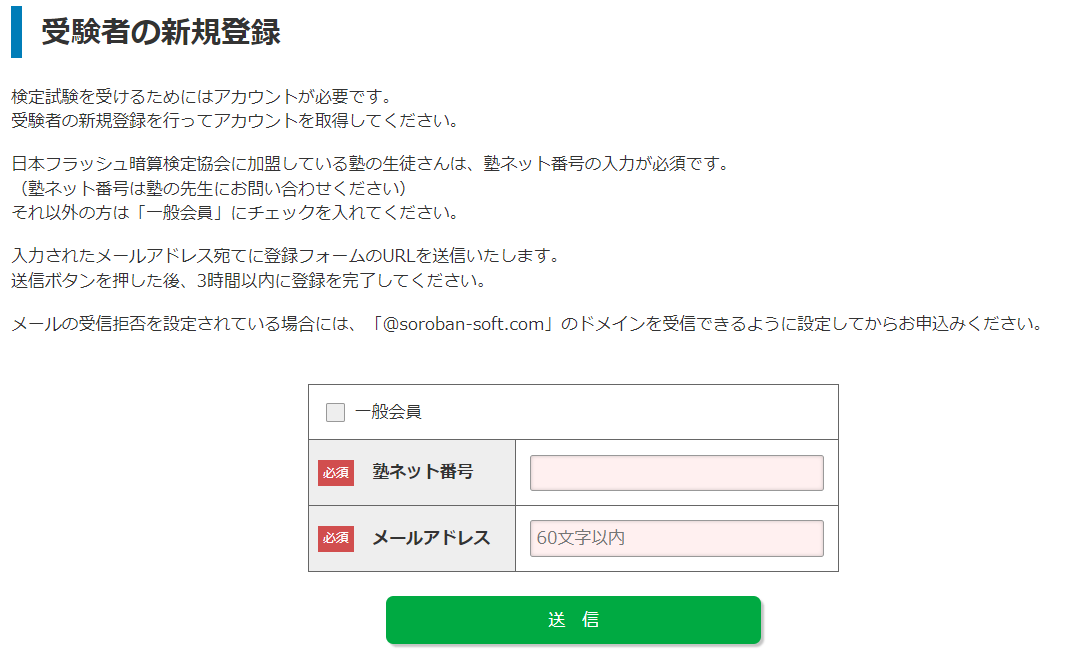 受験者の新規登録
検定試験を受けるためにはアカウントが必要です。
受験者の新規登録を行ってアカウントを取得してください。
日本フラッシュ暗算検定協会に加盟している塾の生徒さんは、塾ネット番号の入力が必須です。
（塾ネット番号は塾の先生にお問い合わせください）
それ以外の方は「一般会員」にチェックを入れてください。
入力されたメールアドレス宛てに登録フォームのURLを送信いたします。
送信ボタンを押した後、3時間以内に登録を完了してください。
メールの受信拒否を設定されている場合には、「@soroban-soft.com」のドメインを受信できるように設定してからお申込みください。
一般会員
必須 塾ネット番号
必須 メールアドレス 60文字以内
送 信